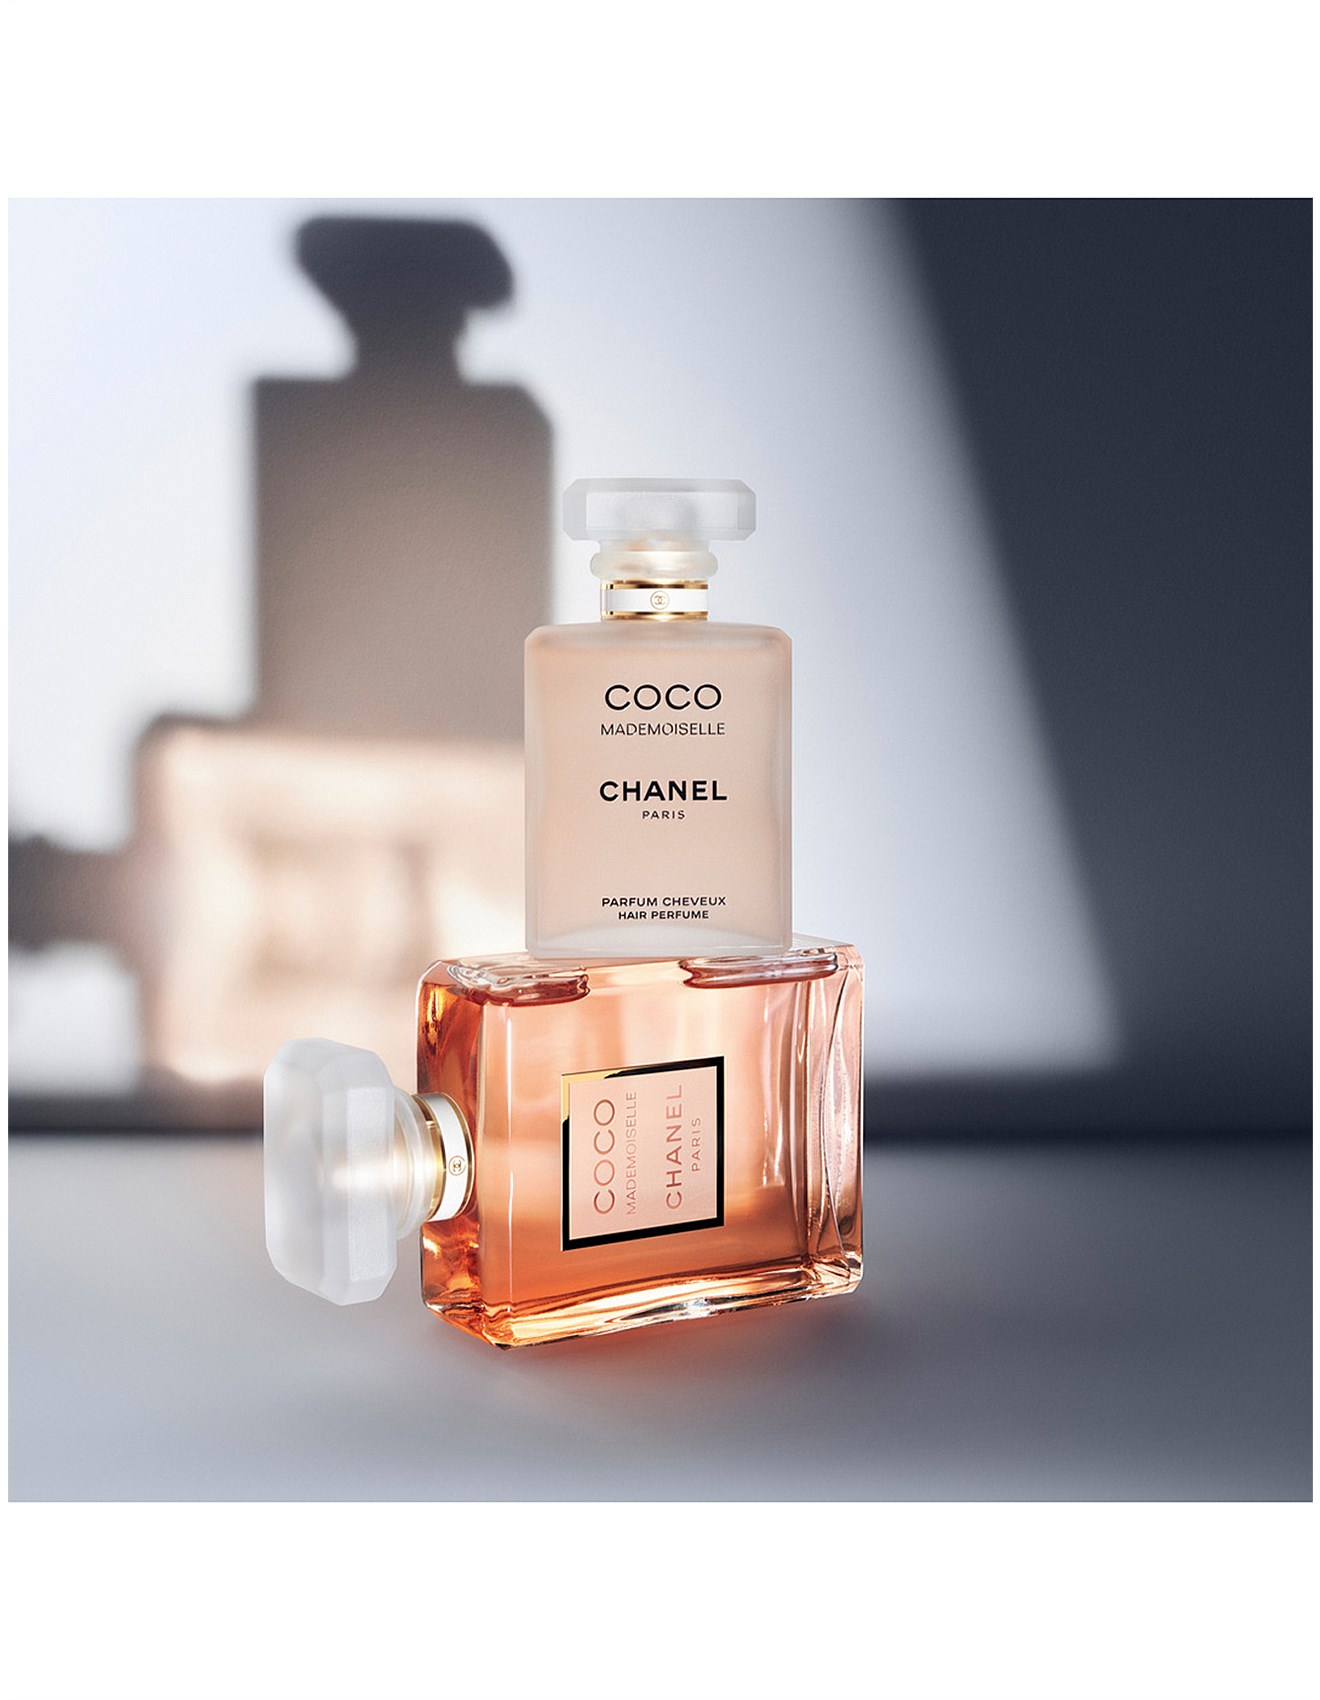 COCO
MADEMOISELLE
CHANEL
PARIS
PARFUM CHEVEUX
HAIR PERFUME
COCO
MADEMOISELLE
CHANEL
PARIS